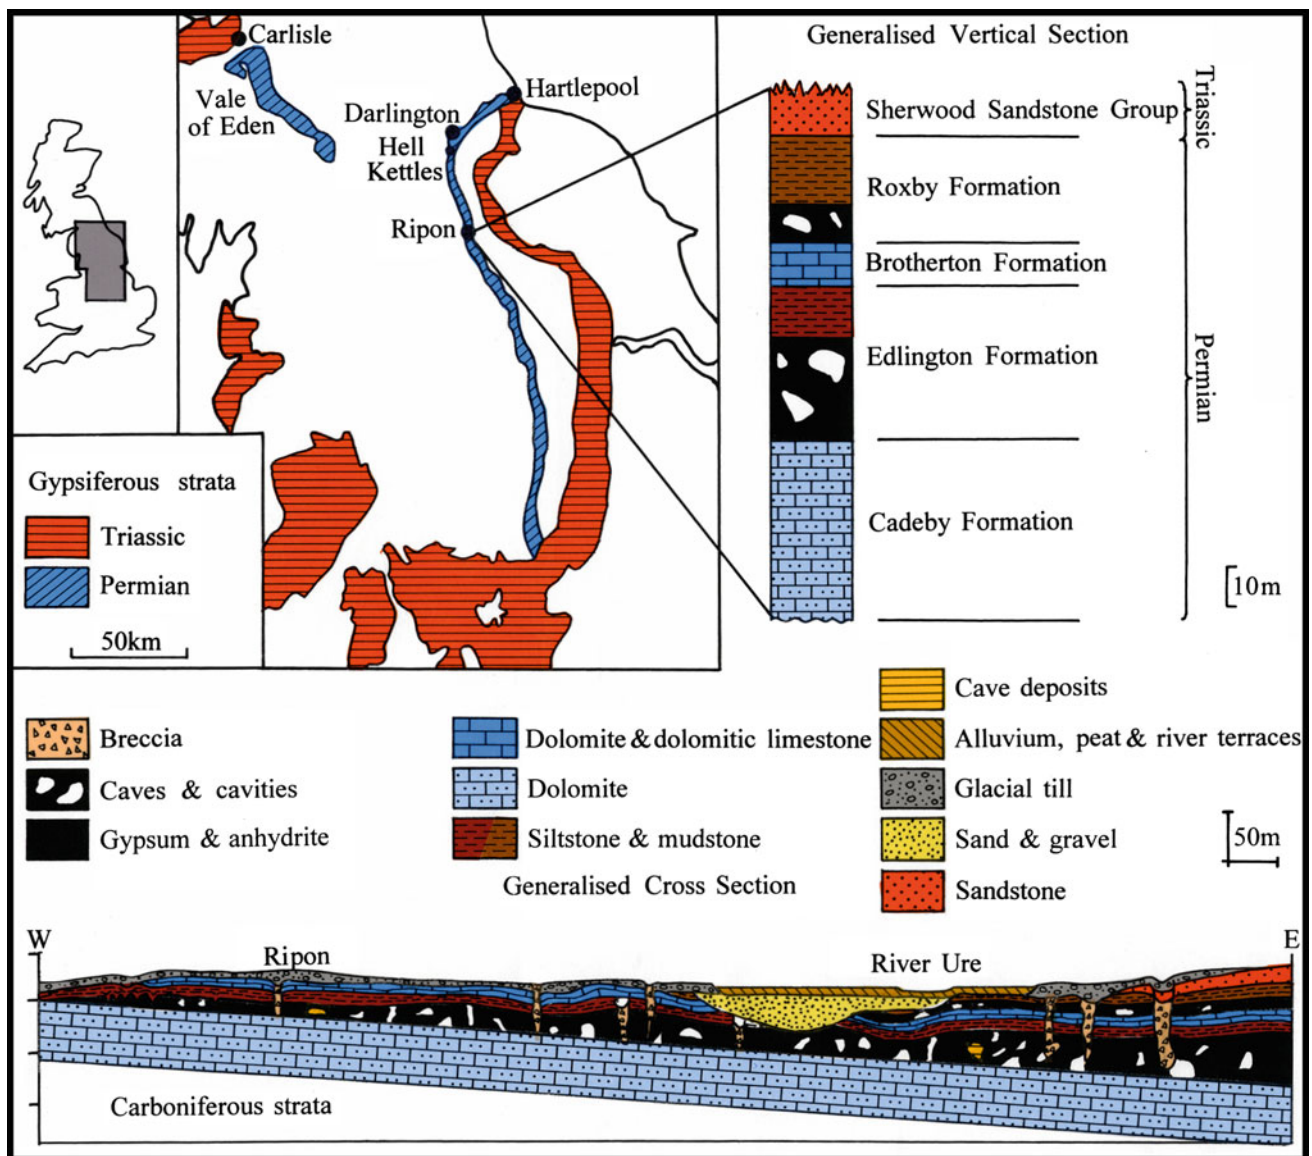 Carlisle
Vale
of Eden
Hartlepool
Darlington
Hell
Kettles
Ripon
Gypsiferous strata
Triassic
Permian
50km
Generalised Vertical Section
Sherwood Sandstone Group
Roxby Formation
Brotherton Formation
Edlington Formation
Cadeby Formation
Triassic
Permian
10m
Breccia
Caves & cavities
Gypsum & anhydrite
Dolomite & dolomitic limestone
Dolomite
Siltstone & mudstone
Cave deposits
Alluvium, peat & river terraces
Glacial till
Sand & gravel
Sandstone
50m
Generalised Cross Section
W
Ripon
River Ure
E
Carboniferous strata